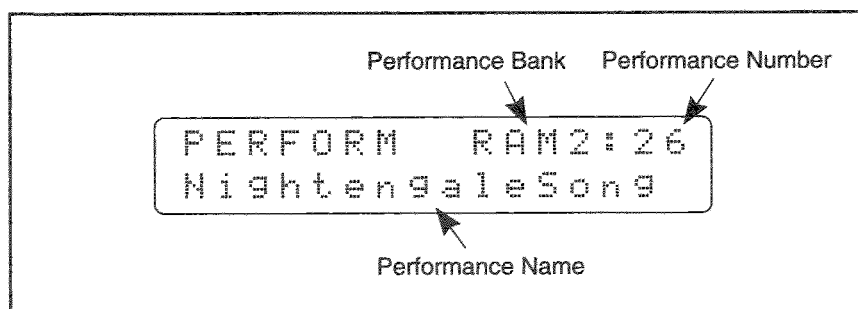 Performance Bank Performance Number
PERFORM RAM2:26
NightengaleSong
Performance Name